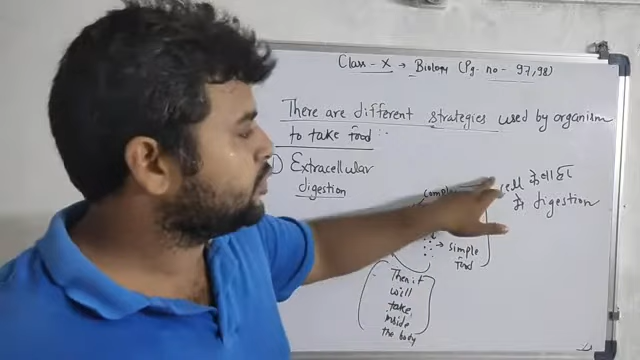 Class - X → Biology (Pg. no - 97,98)
There are different strategies used by organism
to take food :-
1) Extracellular
digestion
cell के बाहर
में digestion
→ simple
food
Then it
will
take
inside
the body